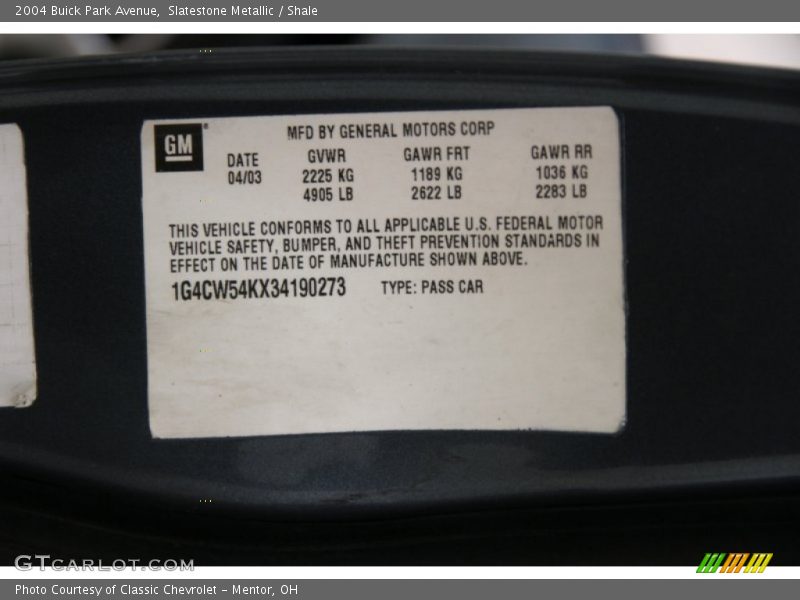 2004 Buick Park Avenue,  Slatestone Metallic / Shale
GM
MFD BY GENERAL MOTORS CORP
DATE GVWR GAWR FRT GAWR RR
04/03 2225 KG 1189 KG 1036 KG
4905 LB 2622 LB 2283 LB
THIS VEHICLE CONFORMS TO ALL APPLICABLE U.S. FEDERAL MOTOR
VEHICLE SAFETY, BUMPER, AND THEFT PREVENTION STANDARDS IN
EFFECT ON THE DATE OF MANUFACTURE SHOWN ABOVE.
1G4CW54KX34190273 TYPE: PASS CAR
GTCARLOT.COM
Photo Courtesy of Classic Chevrolet - Mentor, OH